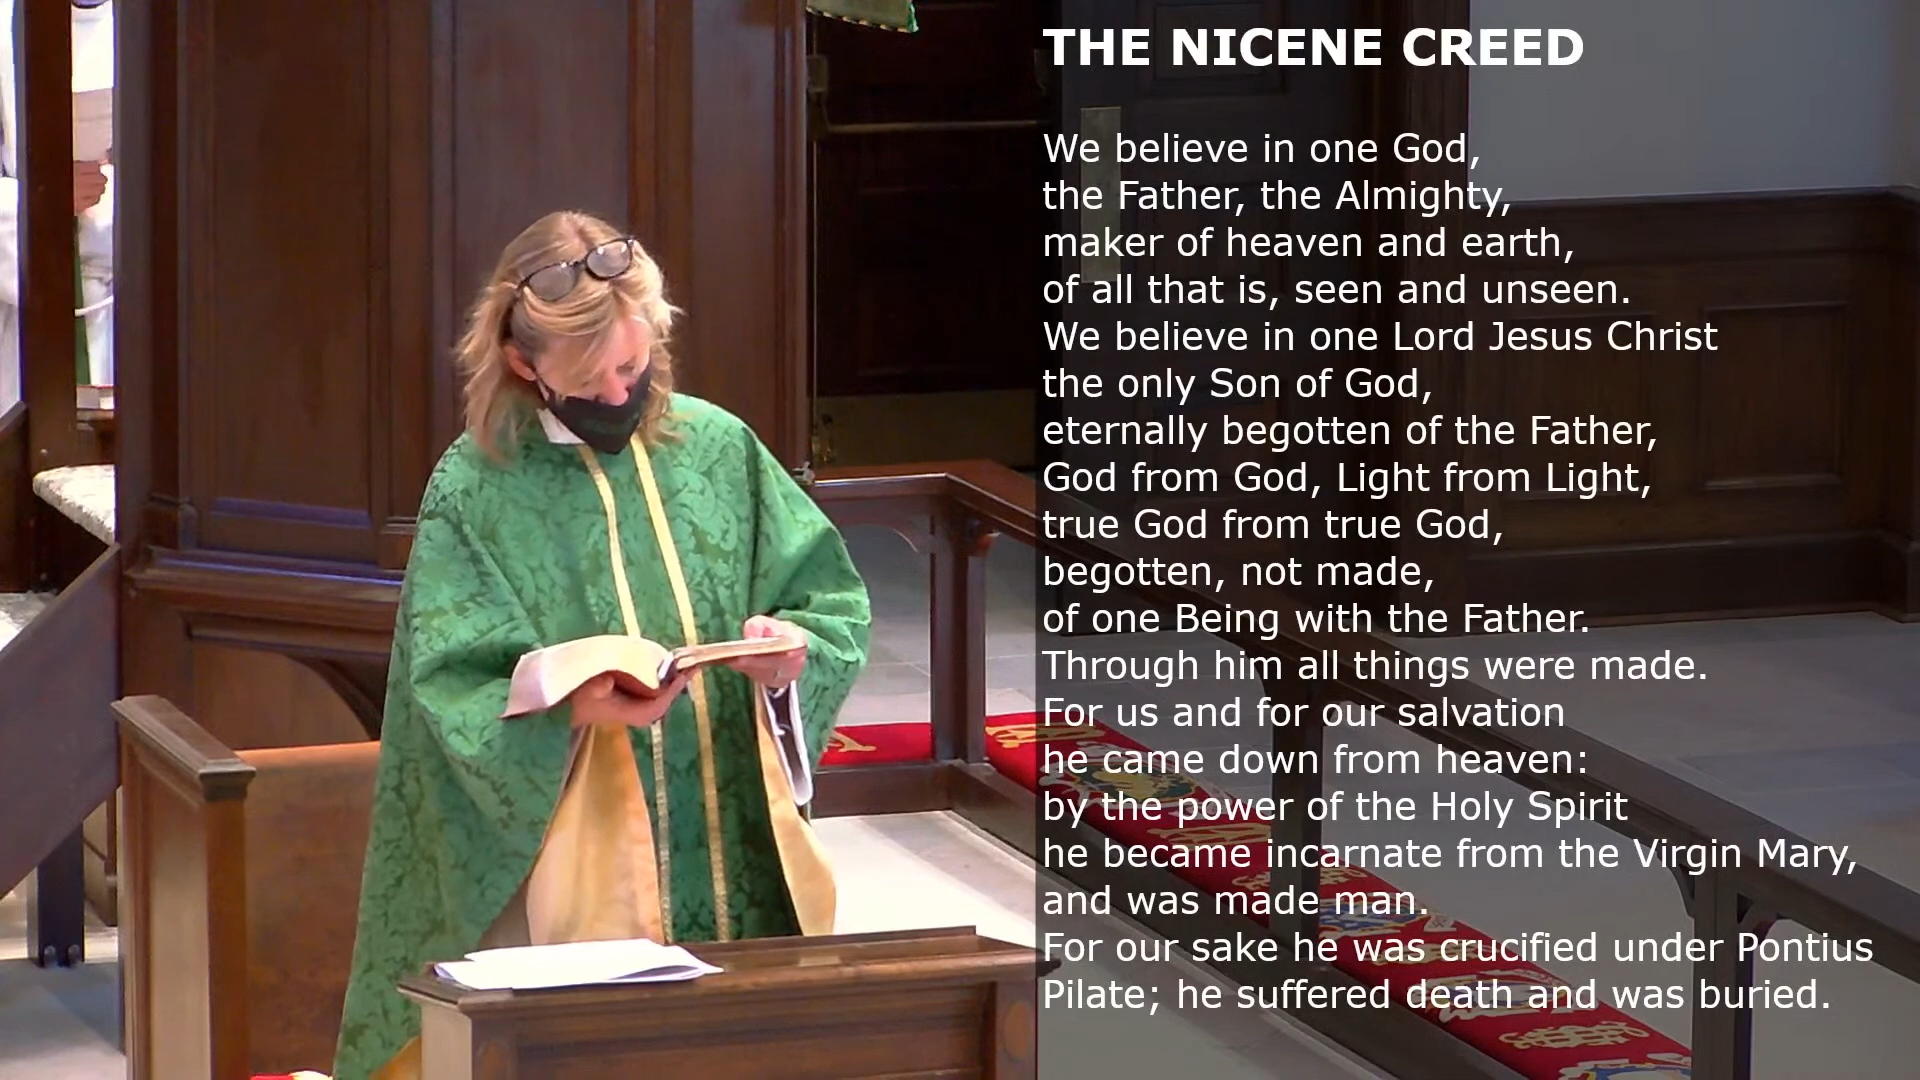 THE NICENE CREED
We believe in one God,
the Father, the Almighty,
maker of heaven and earth,
of all that is, seen and unseen.
We believe in one Lord Jesus Christ
the only Son of God,
eternally begotten of the Father,
God from God, Light from Light,
true God from true God,
begotten, not made,
of one Being with the Father.
Through him all things were made.
For us and for our salvation
he came down from heaven:
by the power of the Holy Spirit
he became incarnate from the Virgin Mary,
and was made man.
For our sake he was crucified under Pontius
Pilate; he suffered death and was buried.